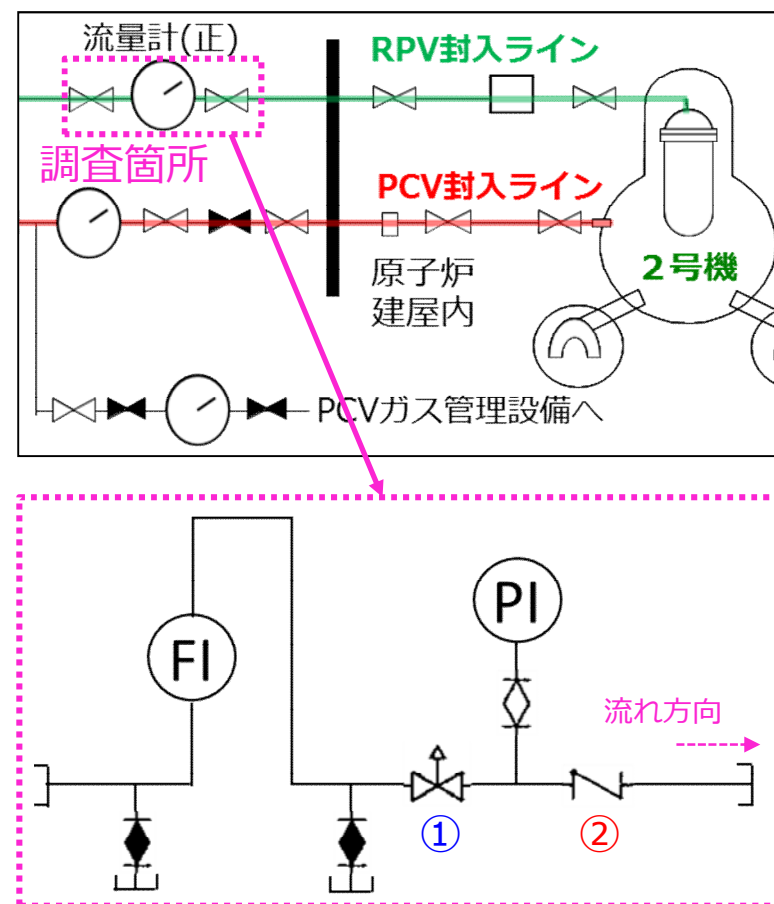 流量計(正)
RPV封入ライン
調査箇所
PCV封入ライン
2号機
原子炉
建屋内
PCVガス管理設備へ
PI
FI
流れ方向
①
②